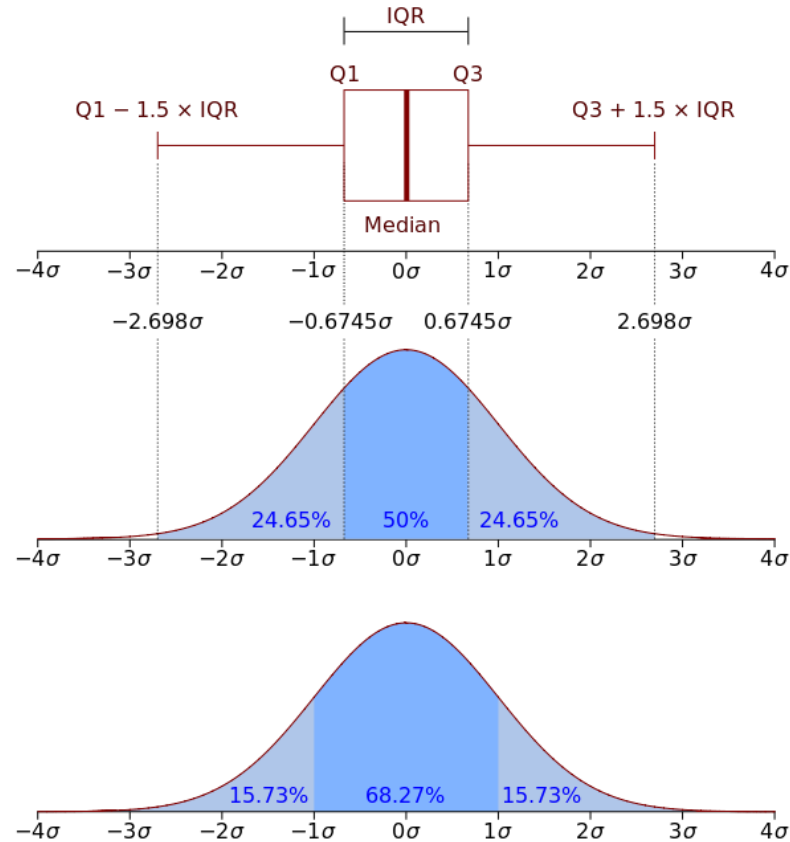 IQR
Q1 Q3
Q1 − 1.5 × IQR Q3 + 1.5 × IQR
Median
−4σ −3σ −2σ −1σ 0σ 1σ 2σ 3σ 4σ
−2.698σ −0.6745σ 0.6745σ 2.698σ
24.65% 50% 24.65%
−4σ −3σ −2σ −1σ 0σ 1σ 2σ 3σ 4σ
15.73% 68.27% 15.73%
−4σ −3σ −2σ −1σ 0σ 1σ 2σ 3σ 4σ